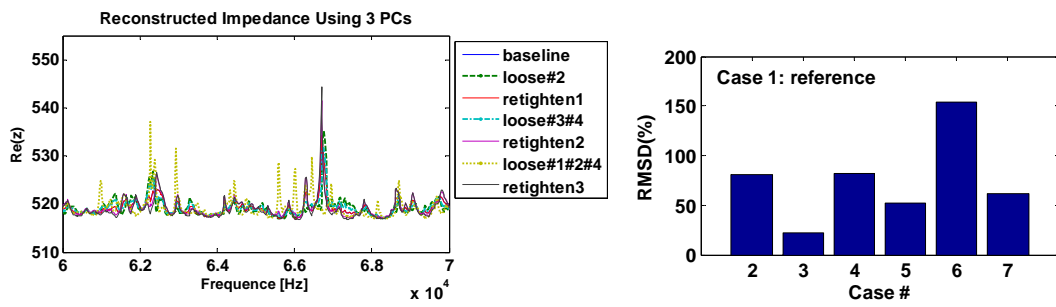 Reconstructed Impedance Using 3 PCs
Re(z)
550
540
530
520
510
6
6.2
6.4
6.6
6.8
7
Frequence [Hz]
x 10^4
baseline
loose#2
retighten1
loose#3#4
retighten2
loose#1#2#4
retighten3
Case 1: reference
RMSD(%)
200
150
100
50
0
2
3
4
5
6
7
Case #